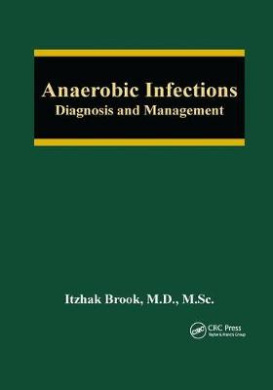 Anaerobic Infections
Diagnosis and Management
Itzhak Brook, M.D., M.Sc.
CRC Press
Taylor & Francis Group